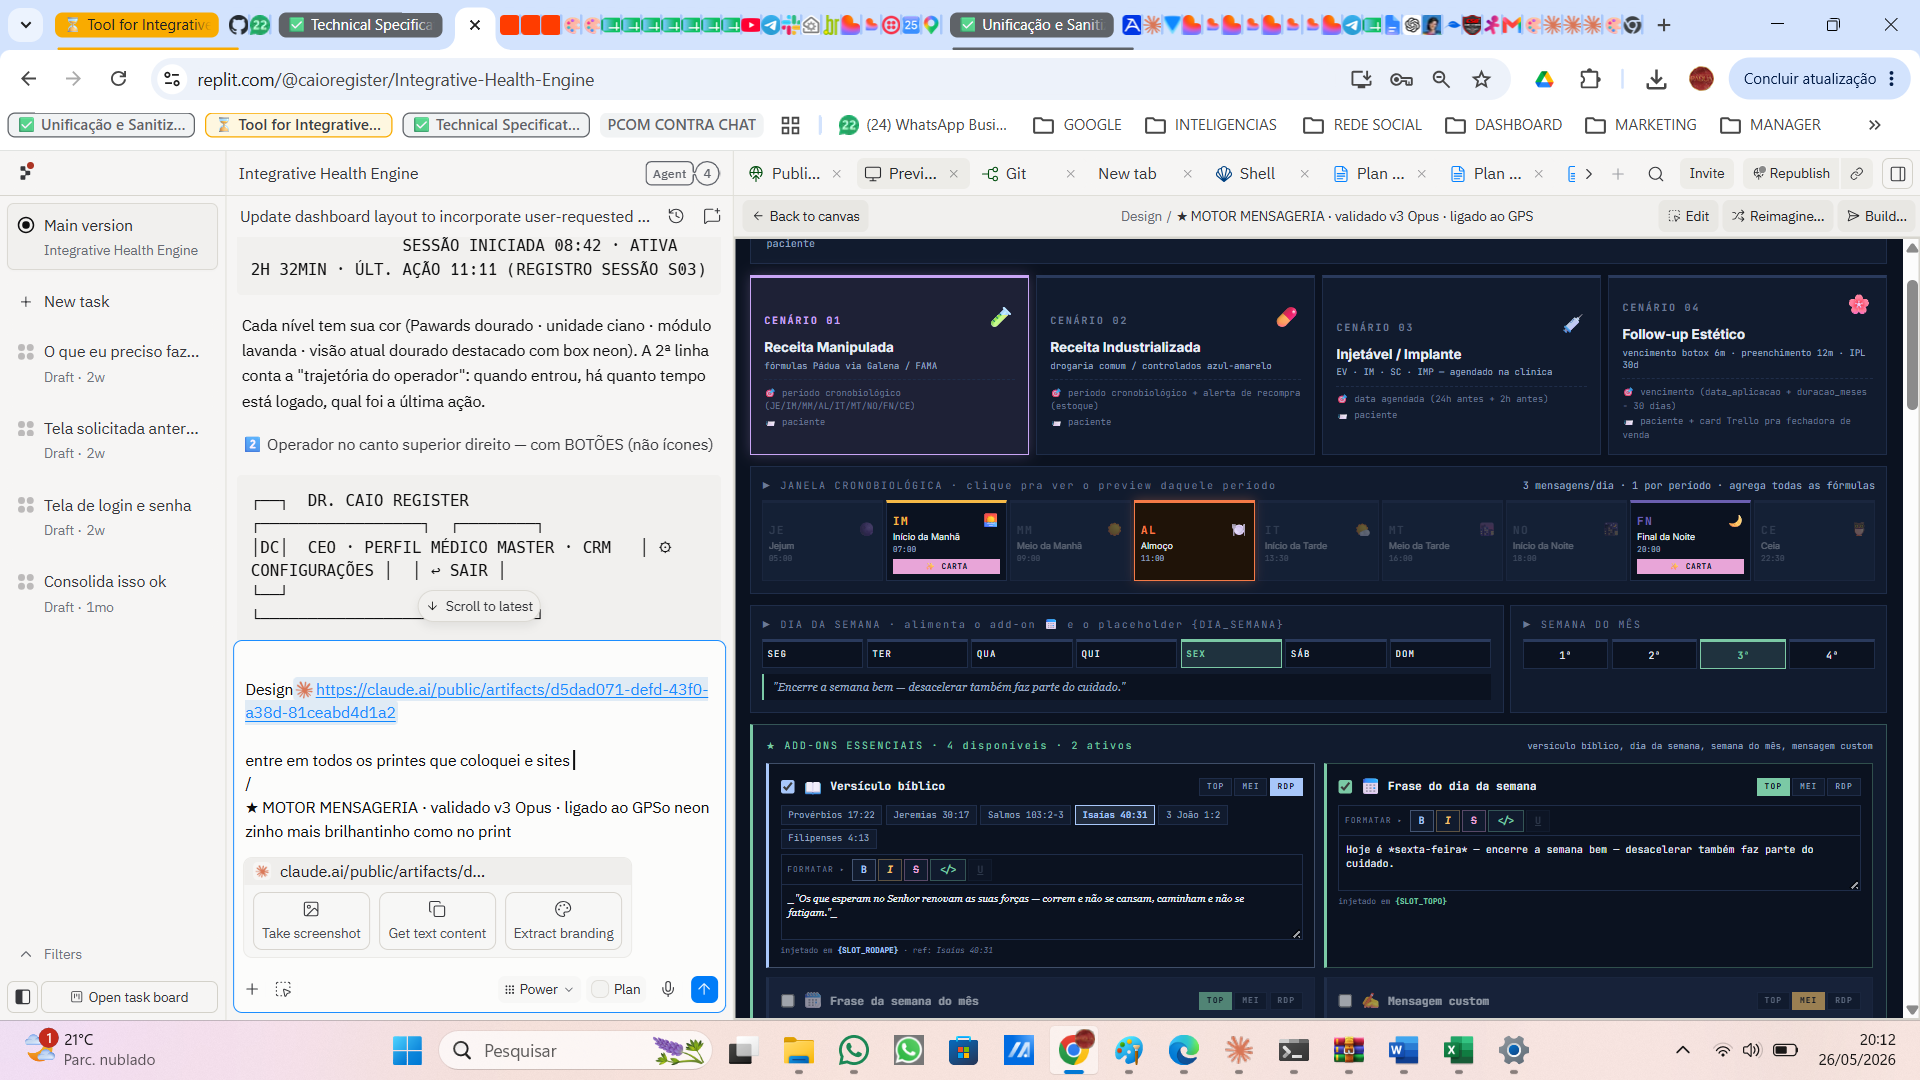 Tool for Integrative
22
Technical Specifica
25
Unificação e Saniti
replit.com/@caioregister/Integrative-Health-Engine
Concluir atualização
Unificação e Sanitiz...
Tool for Integrative...
Technical Specificat...
PCOM CONTRA CHAT
22
(24) WhatsApp Busi...
GOOGLE
INTELIGENCIAS
REDE SOCIAL
DASHBOARD
MARKETING
MANAGER
»
Integrative Health Engine
Agent 4
Publi...
Previ...
Git
New tab
Shell
Plan ...
Plan ...
Invite
Republish
Main version
Integrative Health Engine
New task
O que eu preciso faz...
Draft · 2w
Tela solicitada anter...
Draft · 2w
Tela de login e senha
Draft · 2w
Consolida isso ok
Draft · 1mo
Filters
Open task board
Update dashboard layout to incorporate user-requested ...
SESSÃO INICIADA 08:42 · ATIVA
2H 32MIN · ÚLT. AÇÃO 11:11 (REGISTRO SESSÃO S03)
Cada nível tem sua cor (Pawards dourado · unidade ciano · módulo
lavanda · visão atual dourado destacado com box neon). A 2ª linha
conta a "trajetória do operador": quando entrou, há quanto tempo
está logado, qual foi a última ação.
2 Operador no canto superior direito — com BOTÕES (não ícones)
DR. CAIO REGISTER
│DC│ CEO · PERFIL MÉDICO MASTER · CRM │ ⚙
CONFIGURAÇÕES │ │ ↩ SAIR │
Scroll to latest
Design https://claude.ai/public/artifacts/d5dad071-defd-43f0-
a38d-81ceabd4d1a2
entre em todos os printes que coloquei e sites
/
★ MOTOR MENSAGERIA · validado v3 Opus · ligado ao GPSo neon
zinho mais brilhantinho como no print
claude.ai/public/artifacts/d...
Take screenshot
Get text content
Extract branding
Power
Plan
Back to canvas
Design / ★ MOTOR MENSAGERIA · validado v3 Opus · ligado ao GPS
Edit
Reimagine...
Build...
paciente
CENÁRIO 01
Receita Manipulada
fórmulas Pádua via Galena / FAMA
período cronobiológico
(JE/IM/MM/AL/IT/MT/NO/FN/CE)
paciente
CENÁRIO 02
Receita Industrializada
drogaria comum / controlados azul-amarelo
período cronobiológico + alerta de recompra
(estoque)
paciente
CENÁRIO 03
Injetável / Implante
EV · IM · SC · IMP — agendado na clínica
data agendada (24h antes + 2h antes)
paciente
CENÁRIO 04
Follow-up Estético
vencimento botox 6m · preenchimento 12m · IPL
30d
vencimento (data_aplicacao + duracao_meses
- 30 dias)
paciente + card Trello pra fechadora de
venda
▶ JANELA CRONOBIOLÓGICA · clique pra ver o preview daquele período
3 mensagens/dia · 1 por período · agrega todas as fórmulas
JE
Jejum
05:00
IM
Início da Manhã
07:00
CARTA
MM
Meio da Manhã
09:00
AL
Almoço
11:00
IT
Início da Tarde
13:30
MT
Meio da Tarde
16:00
NO
Início da Noite
18:00
FN
Final da Noite
20:00
CARTA
CE
Ceia
22:30
▶ DIA DA SEMANA · alimenta o add-on e o placeholder {DIA_SEMANA}
SEG
TER
QUA
QUI
SEX
SÁB
DOM
"Encerre a semana bem — desacelerar também faz parte do cuidado."
▶ SEMANA DO MÊS
1ª
2ª
3ª
4ª
★ ADD-ONS ESSENCIAIS · 4 disponíveis · 2 ativos
versículo bíblico, dia da semana, semana do mês, mensagem custom
Versículo bíblico
TOP
MEI
RDP
Provérbios 17:22
Jeremias 30:17
Salmos 103:2-3
Isaías 40:31
3 João 1:2
Filipenses 4:13
FORMATAR ▸ B I S </> U
_"Os que esperam no Senhor renovam as suas forças — correm e não se cansam, caminham e não se
fatigam."_
injetado em {SLOT_RODAPE} · ref: Isaías 40:31
Frase do dia da semana
TOP
MEI
RDP
FORMATAR ▸ B I S </> U
Hoje é *sexta-feira* — encerre a semana bem — desacelerar também faz parte do
cuidado.
injetado em {SLOT_TOPO}
Frase da semana do mês
TOP
MEI
RDP
Mensagem custom
TOP
MEI
RDP
1
21°C
Parc. nublado
Pesquisar
20:12
26/05/2026